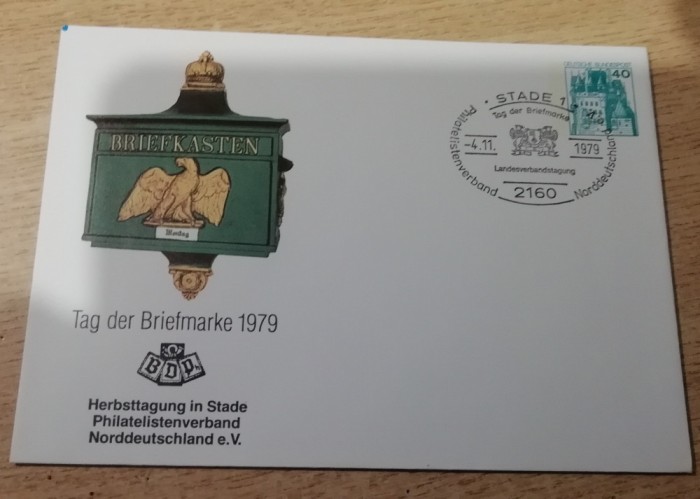 BRIEFKASTEN
Tag der Briefmarke 1979
BDPh
Herbsttagung in Stade
Philatelistenverband
Norddeutschland e.V.
DEUTSCHE BUNDESPOST
40
· STADE 1
Tag der Briefmarke
-4.11.
1979
Landesverbandstagung
Philatelistenverband
2160
Norddeutschland